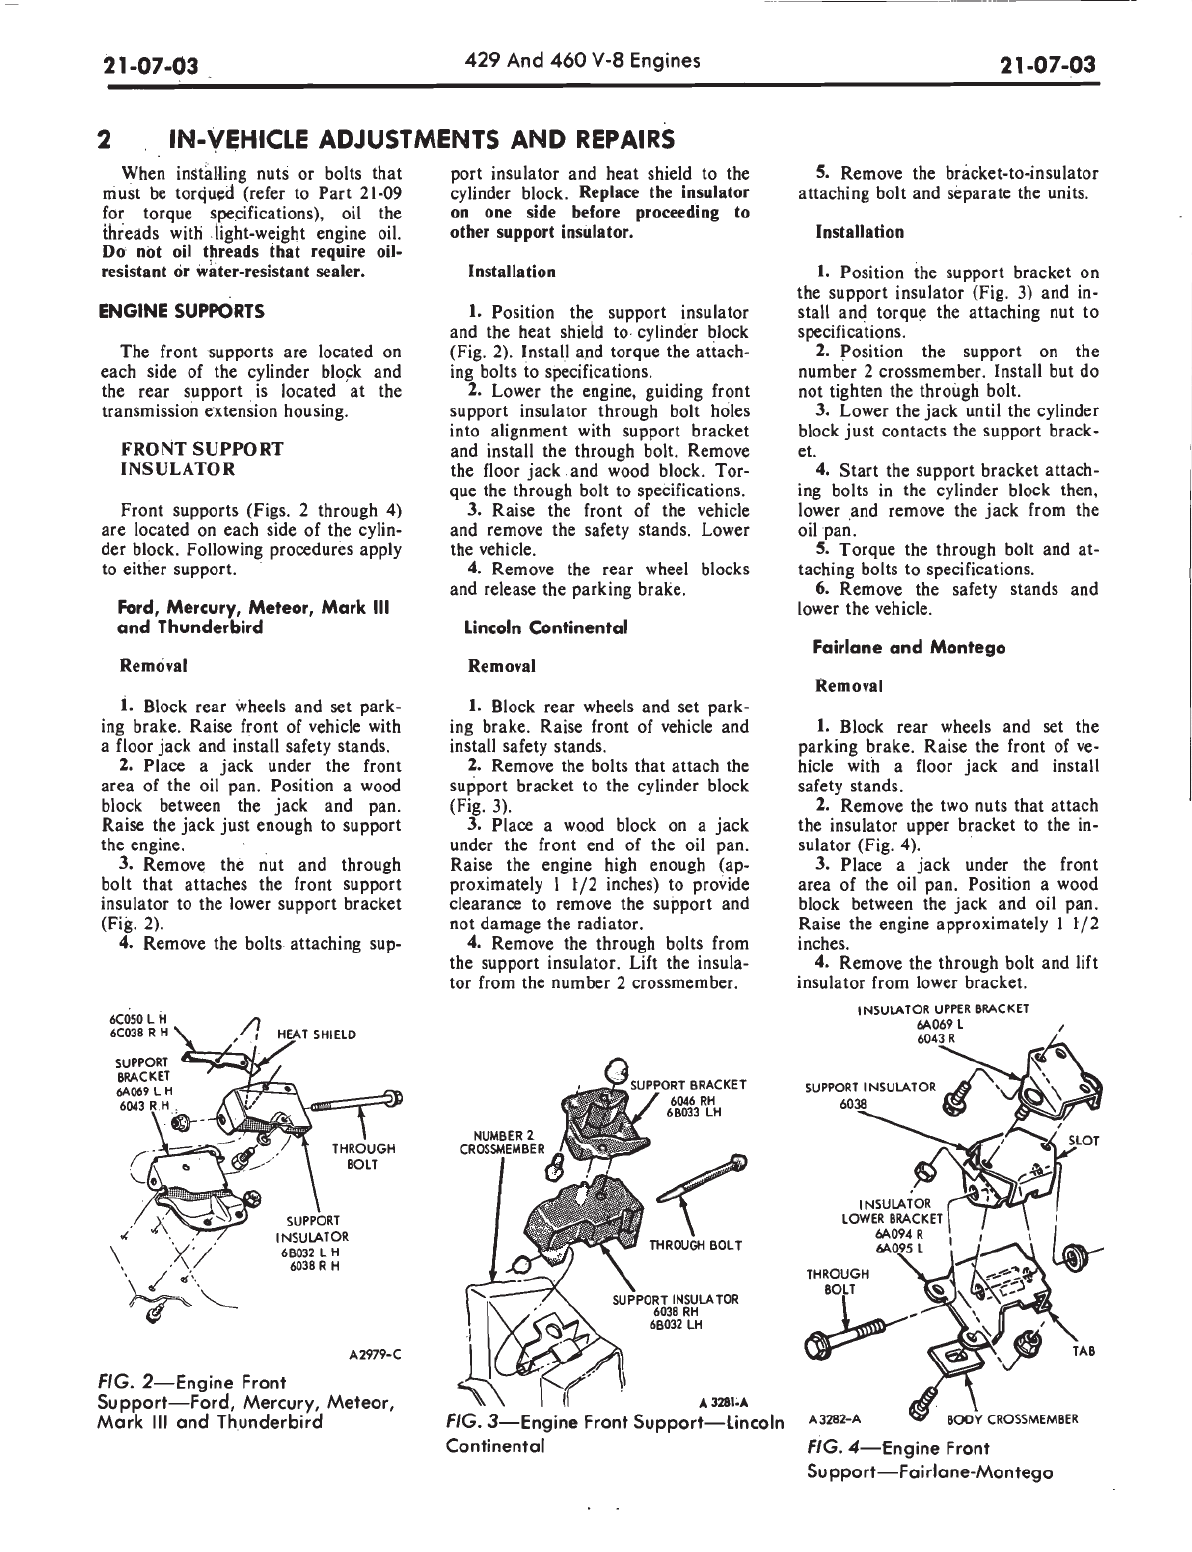 21-07-03
429 And 460 V-8 Engines
21-07-03
2 IN-VEHICLE ADJUSTMENTS AND REPAIRS
When installing nuts or bolts that
must be torqued (refer to Part 21-09
for torque specifications), oil the
threads with light-weight engine oil.
Do not oil threads that require oil-
resistant or water-resistant sealer.
ENGINE SUPPORTS
The front supports are located on
each side of the cylinder block and
the rear support is located at the
transmission extension housing.
FRONT SUPPORT
INSULATOR
Front supports (Figs. 2 through 4)
are located on each side of the cylin-
der block. Following procedures apply
to either support.
Ford, Mercury, Meteor, Mark III
and Thunderbird
Removal
1. Block rear wheels and set park-
ing brake. Raise front of vehicle with
a floor jack and install safety stands.
2. Place a jack under the front
area of the oil pan. Position a wood
block between the jack and pan.
Raise the jack just enough to support
the engine.
3. Remove the nut and through
bolt that attaches the front support
insulator to the lower support bracket
(Fig. 2).
4. Remove the bolts attaching sup-
port insulator and heat shield to the
cylinder block. Replace the insulator
on one side before proceeding to
other support insulator.
Installation
1. Position the support insulator
and the heat shield to cylinder block
(Fig. 2). Install and torque the attach-
ing bolts to specifications.
2. Lower the engine, guiding front
support insulator through bolt holes
into alignment with support bracket
and install the through bolt. Remove
the floor jack and wood block. Tor-
que the through bolt to specifications.
3. Raise the front of the vehicle
and remove the safety stands. Lower
the vehicle.
4. Remove the rear wheel blocks
and release the parking brake.
Lincoln Continental
Removal
1. Block rear wheels and set park-
ing brake. Raise front of vehicle and
install safety stands.
2. Remove the bolts that attach the
support bracket to the cylinder block
(Fig. 3).
3. Place a wood block on a jack
under the front end of the oil pan.
Raise the engine high enough (ap-
proximately 1 1/2 inches) to provide
clearance to remove the support and
not damage the radiator.
4. Remove the through bolts from
the support insulator. Lift the insula-
tor from the number 2 crossmember.
5. Remove the bracket-to-insulator
attaching bolt and separate the units.
Installation
1. Position the support bracket on
the support insulator (Fig. 3) and in-
stall and torque the attaching nut to
specifications.
2. Position the support on the
number 2 crossmember. Install but do
not tighten the through bolt.
3. Lower the jack until the cylinder
block just contacts the support brack-
et.
4. Start the support bracket attach-
ing bolts in the cylinder block then,
lower and remove the jack from the
oil pan.
5. Torque the through bolt and at-
taching bolts to specifications.
6. Remove the safety stands and
lower the vehicle.
Fairlane and Montego
Removal
1. Block rear wheels and set the
parking brake. Raise the front of ve-
hicle with a floor jack and install
safety stands.
2. Remove the two nuts that attach
the insulator upper bracket to the in-
sulator (Fig. 4).
3. Place a jack under the front
area of the oil pan. Position a wood
block between the jack and oil pan.
Raise the engine approximately 1 1/2
inches.
4. Remove the through bolt and lift
insulator from lower bracket.
6C050 L H
6C038 R H
HEAT SHIELD
SUPPORT
BRACKET
6A069 L H
6043 R H
THROUGH
BOLT
SUPPORT
INSULATOR
6B032 L H
6038 R H
A2979-C
FIG. 2—Engine Front
Support—Ford, Mercury, Meteor,
Mark III and Thunderbird
SUPPORT BRACKET
6046 RH
6B033 LH
NUMBER 2
CROSSMEMBER
THROUGH BOLT
SUPPORT INSULATOR
6038 RH
6B032 LH
A 3281-A
FIG. 3—Engine Front Support—Lincoln
Continental
INSULATOR UPPER BRACKET
6A069 L
6043 R
SUPPORT INSULATOR
6038
SLOT
INSULATOR
LOWER BRACKET
6A094 R
6A095 L
THROUGH
BOLT
TAB
A3282-A
BODY CROSSMEMBER
FIG. 4—Engine Front
Support—Fairlane-Montego